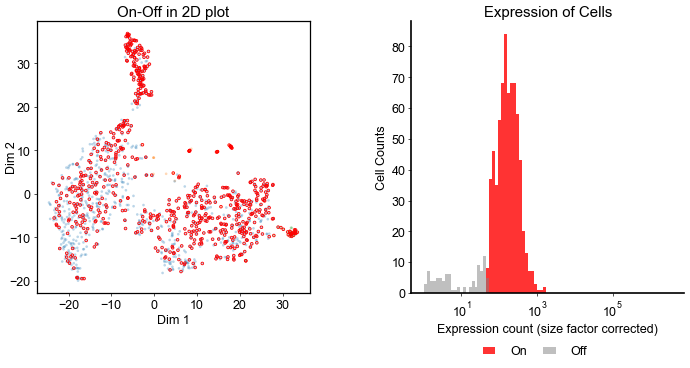 On-Off in 2D plot
Dim 2
30
20
10
0
−10
−20
−20 −10 0 10 20 30
Dim 1
Expression of Cells
Cell Counts
80
70
60
50
40
30
20
10
0
10^1 10^3 10^5
Expression count (size factor corrected)
On Off